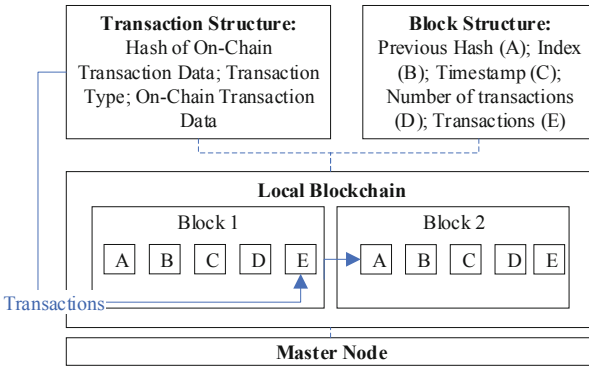 Transaction Structure:
Hash of On-Chain
Transaction Data; Transaction
Type; On-Chain Transaction
Data
Block Structure:
Previous Hash (A); Index
(B); Timestamp (C);
Number of transactions
(D); Transactions (E)
Local Blockchain
Block 1
A B C D E
Block 2
A B C D E
Transactions
Master Node